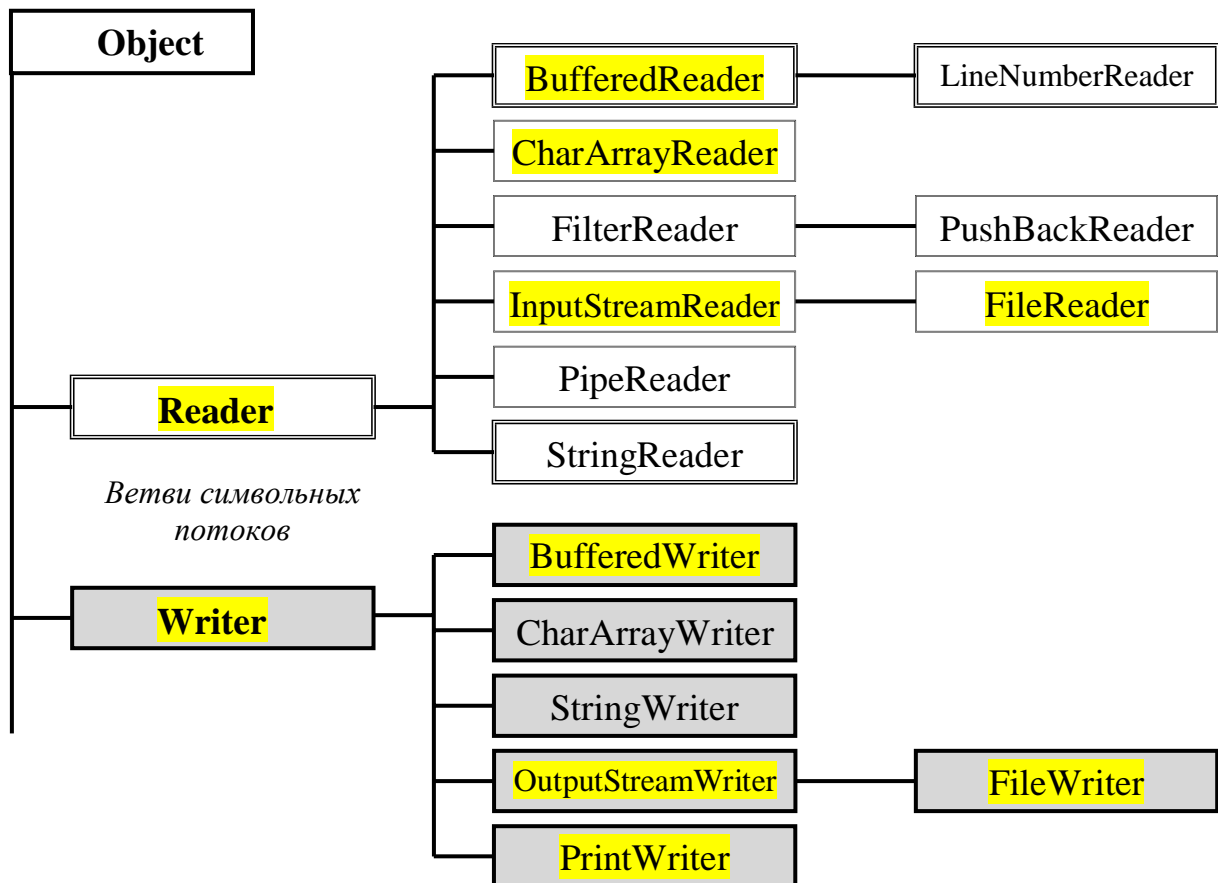 Object
BufferedReader
LineNumberReader
CharArrayReader
FilterReader
PushBackReader
InputStreamReader
FileReader
PipeReader
Reader
StringReader
Ветви символьных
потоков
BufferedWriter
Writer
CharArrayWriter
StringWriter
OutputStreamWriter
FileWriter
PrintWriter